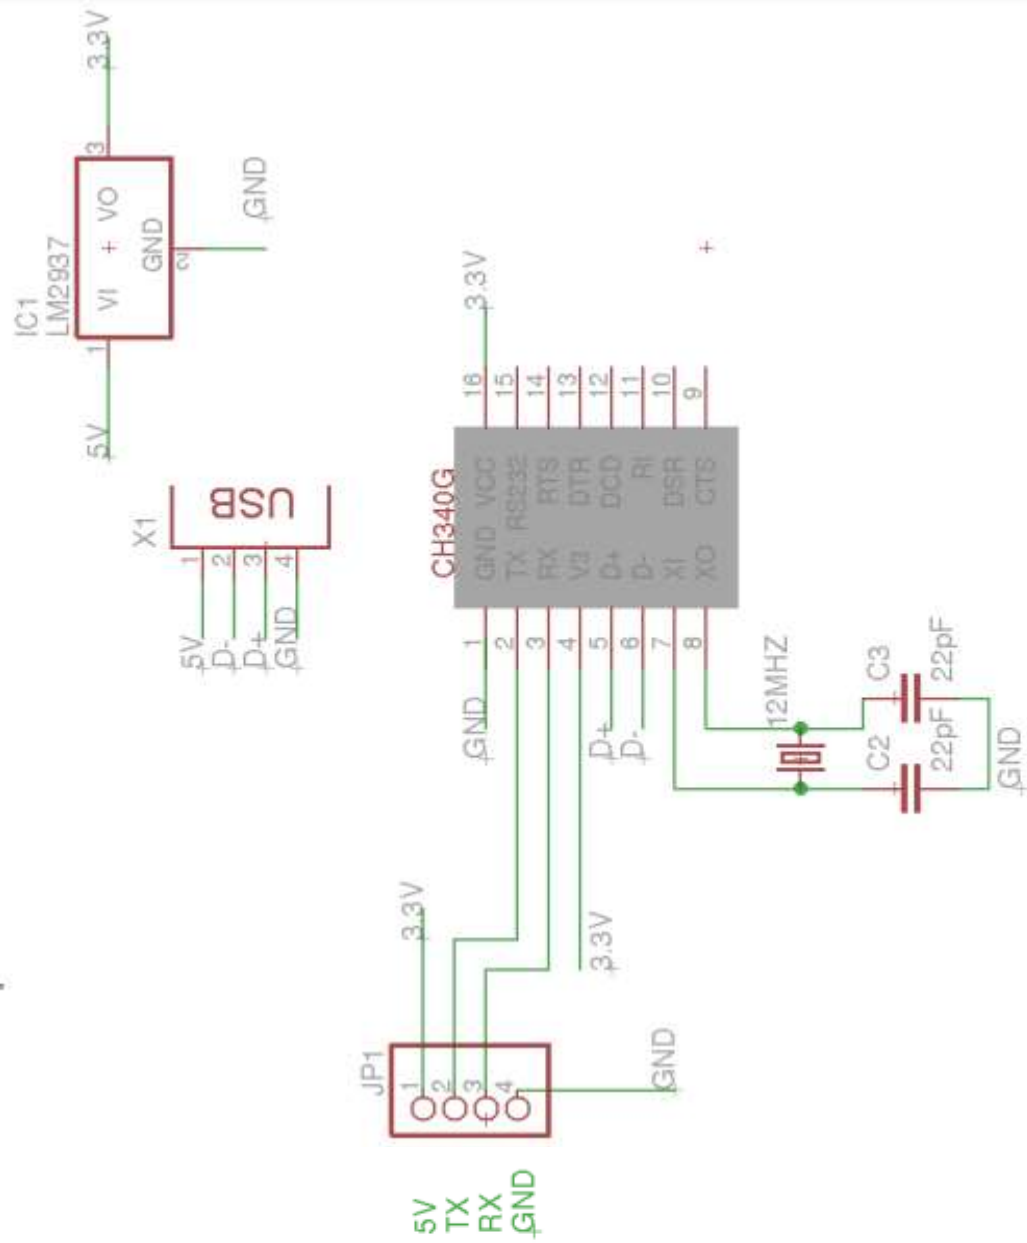 IC1
LM2937
5V
1
VI
+
VO
3
3.3V
GND
2
GND
X1
USB
1
2
3
4
5V
D-
D+
GND
CH340G
GND
1
GND
VCC
16
3.3V
2
TX
RS232
15
3
RX
RTS
14
4
V3
DTR
13
D+
5
D+
DCD
12
D-
6
D-
RI
11
7
XI
DSR
10
8
XO
CTS
9
12MHZ
C2
22pF
C3
22pF
GND
JP1
5V
1
3.3V
TX
2
RX
3
3.3V
GND
4
GND